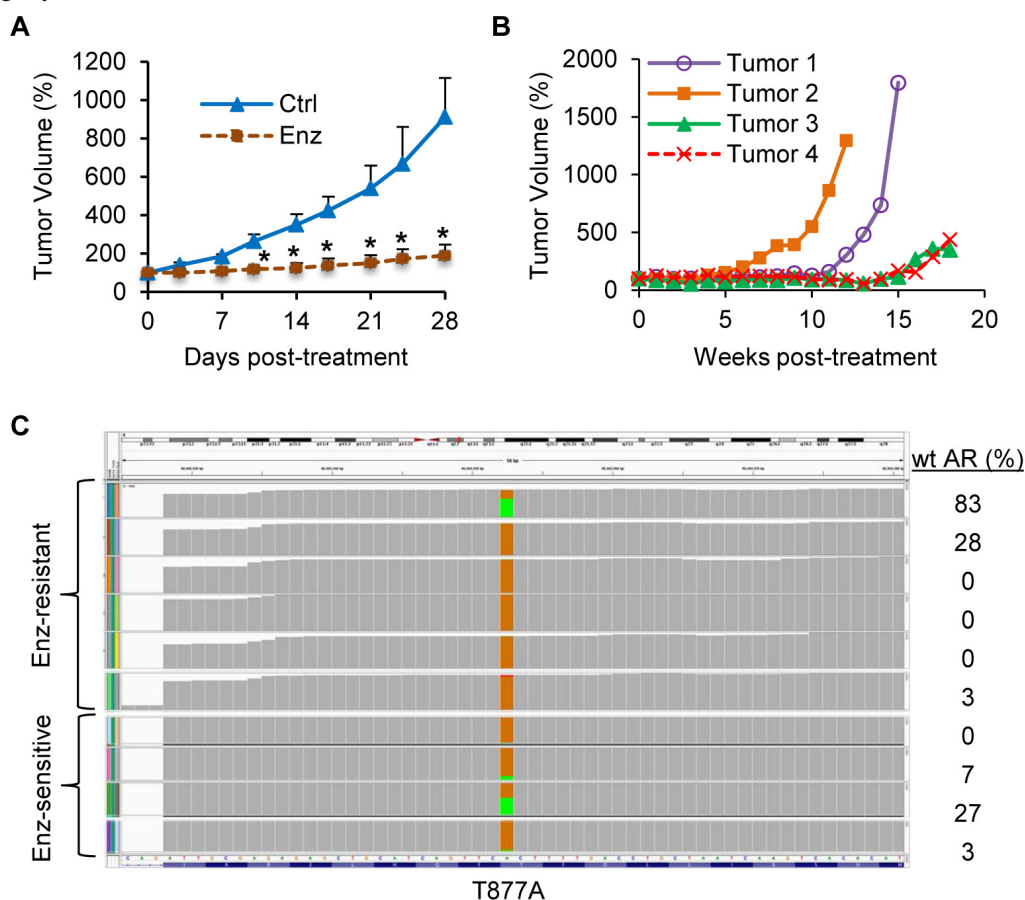 A
B
Tumor Volume (%)
1200
1000
800
600
400
200
0
Ctrl
Enz
* * * * * *
0 7 14 21 28
Days post-treatment
Tumor Volume (%)
2000
1500
1000
500
0
Tumor 1
Tumor 2
Tumor 3
Tumor 4
0 5 10 15 20
Weeks post-treatment
C
wt AR (%)
Enz-resistant
83
28
0
0
0
3
Enz-sensitive
0
7
27
3
T877A